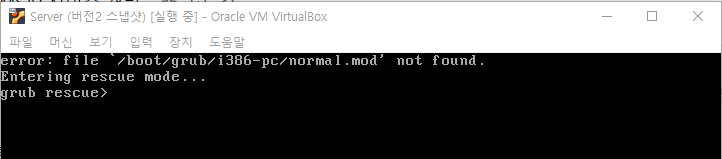 Server (버전2 스냅샷) [실행 중] - Oracle VM VirtualBox
파일 머신 보기 입력 장치 도움말
error: file `/boot/grub/i386-pc/normal.mod' not found.
Entering rescue mode...
grub rescue>